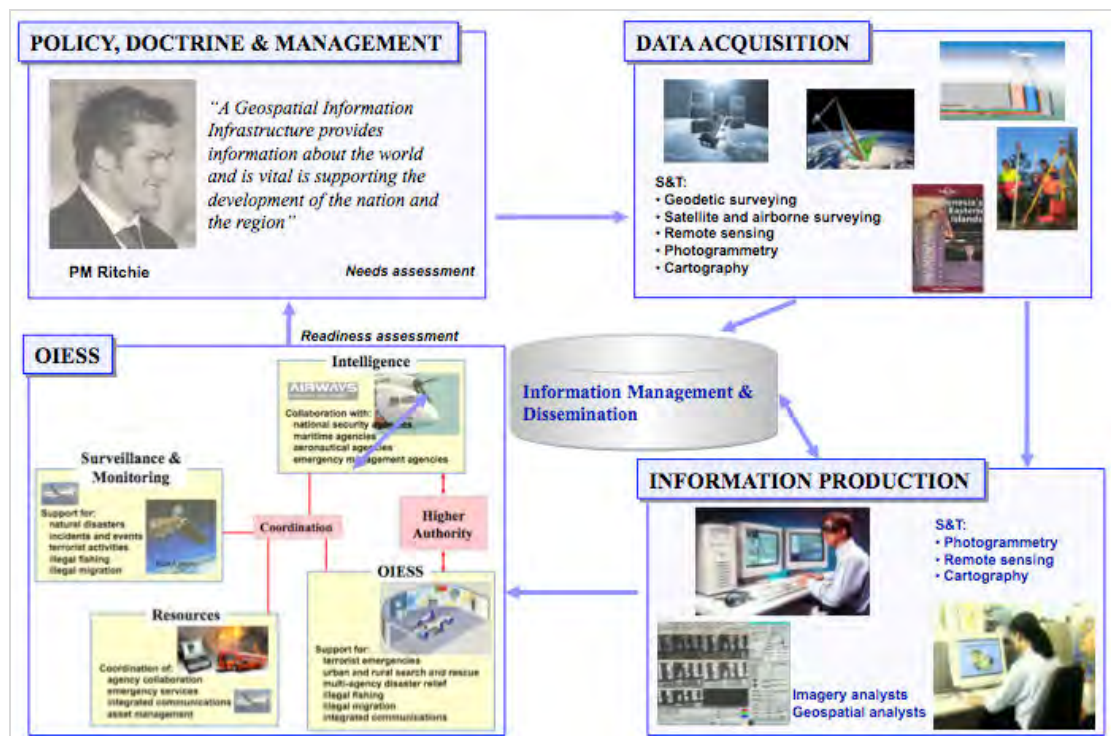 POLICY, DOCTRINE & MANAGEMENT
“A Geospatial Information
Infrastructure provides
information about the world
and is vital is supporting the
development of the nation and
the region”
PM Ritchie
Needs assessment
DATA ACQUISITION
S&T:
• Geodetic surveying
• Satellite and airborne surveying
• Remote sensing
• Photogrammetry
• Cartography
Eastern
Islands
Readiness assessment
OIESS
Intelligence
AIRWAYS
Collaboration with:
national security agencies
maritime agencies
aeronautical agencies
emergency management agencies
Surveillance &
Monitoring
Support for:
natural disasters
incidents and events
terrorist activities
illegal fishing
illegal migration
Coordination
Higher
Authority
Resources
Coordination of:
agency collaboration
emergency services
integrated communications
asset management
OIESS
Support for:
terrorist emergencies
urban and rural search and rescue
multi-agency disaster relief
illegal fishing
illegal migration
integrated communications
Information Management &
Dissemination
INFORMATION PRODUCTION
S&T:
• Photogrammetry
• Remote sensing
• Cartography
Imagery analysts
Geospatial analysts